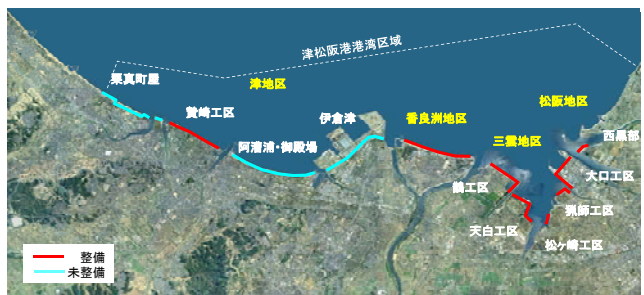 津松阪港港湾区域
栗真町屋
津地区
松阪地区
贄崎工区
伊倉津
香良洲地区
西黒部
阿漕浦・御殿場
三雲地区
大口工区
鵲工区
猟師工区
天白工区
松ヶ崎工区
整備
未整備